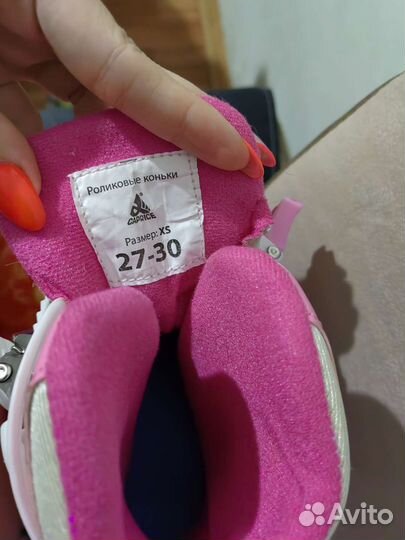 Роликовые коньки
CAPRICE
Размер: XS
27-30
Avito